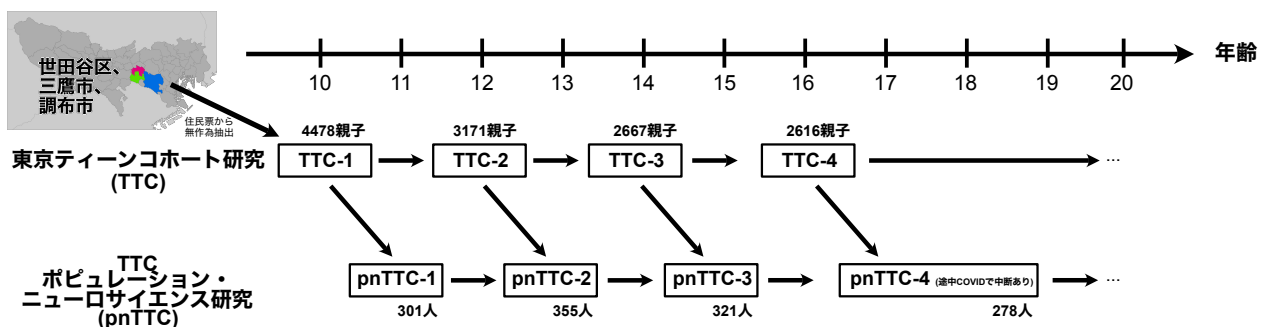 世田谷区、
三鷹市、
調布市
住民票から
無作為抽出
年齢
10 11 12 13 14 15 16 17 18 19 20
4478親子 3171親子 2667親子 2616親子
東京ティーンコホート研究
(TTC)
TTC-1 TTC-2 TTC-3 TTC-4 ...
TTC
ポピュレーション・
ニューロサイエンス研究
(pnTTC)
pnTTC-1 pnTTC-2 pnTTC-3 pnTTC-4 (途中COVIDで中断あり) ...
301人 355人 321人 278人